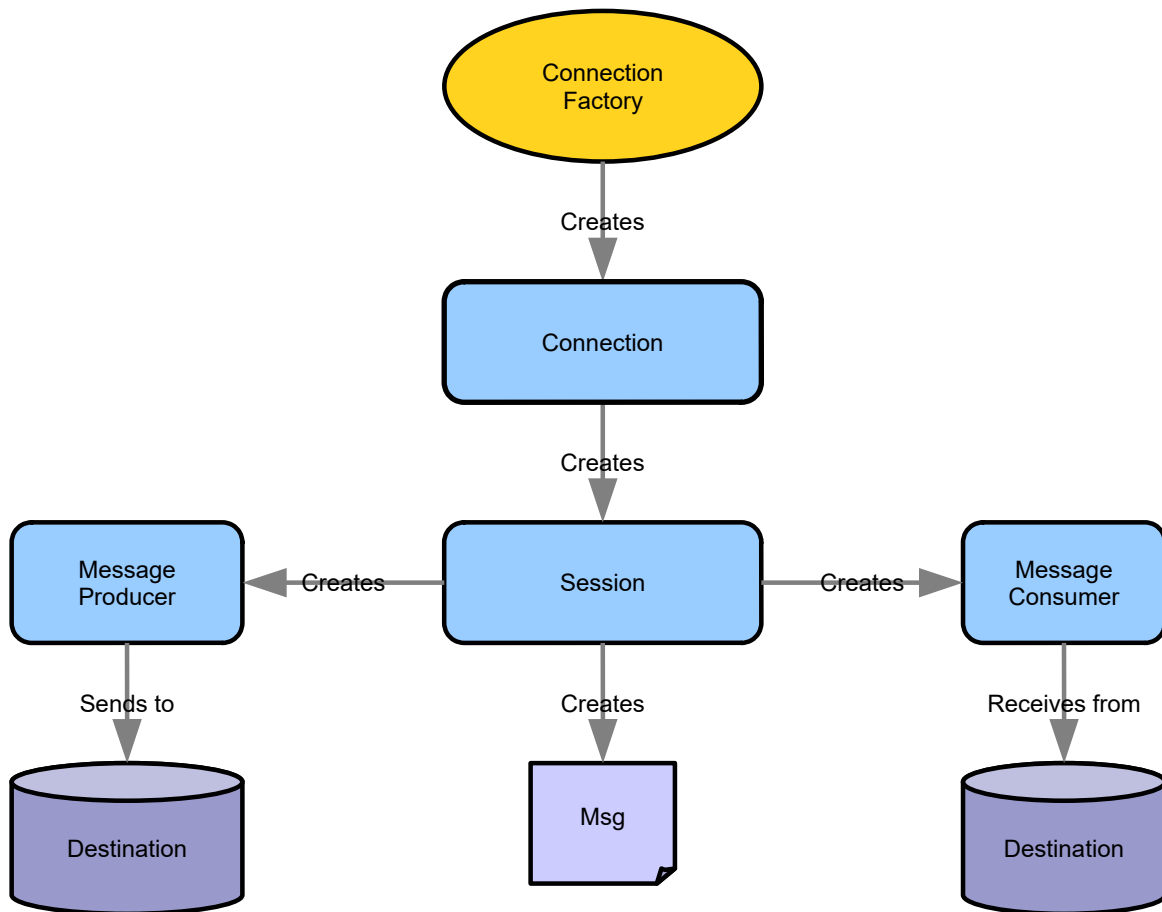 Connection
Factory
Creates
Connection
Creates
Message
Producer
Creates
Session
Creates
Message
Consumer
Sends to
Creates
Receives from
Destination
Msg
Destination